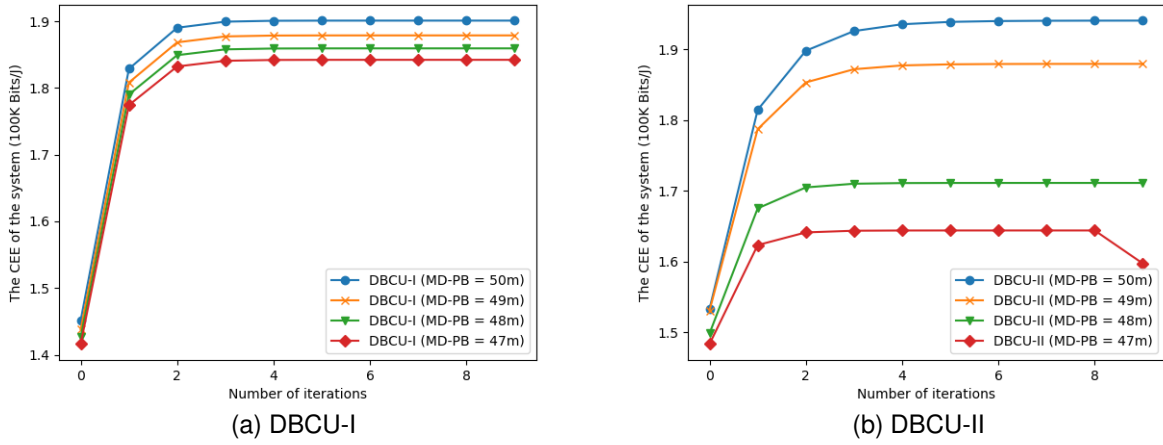 The CEE of the system (100K Bits/J)
1.9
1.8
1.7
1.6
1.5
1.4
DBCU-I (MD-PB = 50m)
DBCU-I (MD-PB = 49m)
DBCU-I (MD-PB = 48m)
DBCU-I (MD-PB = 47m)
0 2 4 6 8
Number of iterations
(a) DBCU-I
The CEE of the system (100K Bits/J)
1.9
1.8
1.7
1.6
1.5
DBCU-II (MD-PB = 50m)
DBCU-II (MD-PB = 49m)
DBCU-II (MD-PB = 48m)
DBCU-II (MD-PB = 47m)
0 2 4 6 8
Number of iterations
(b) DBCU-II